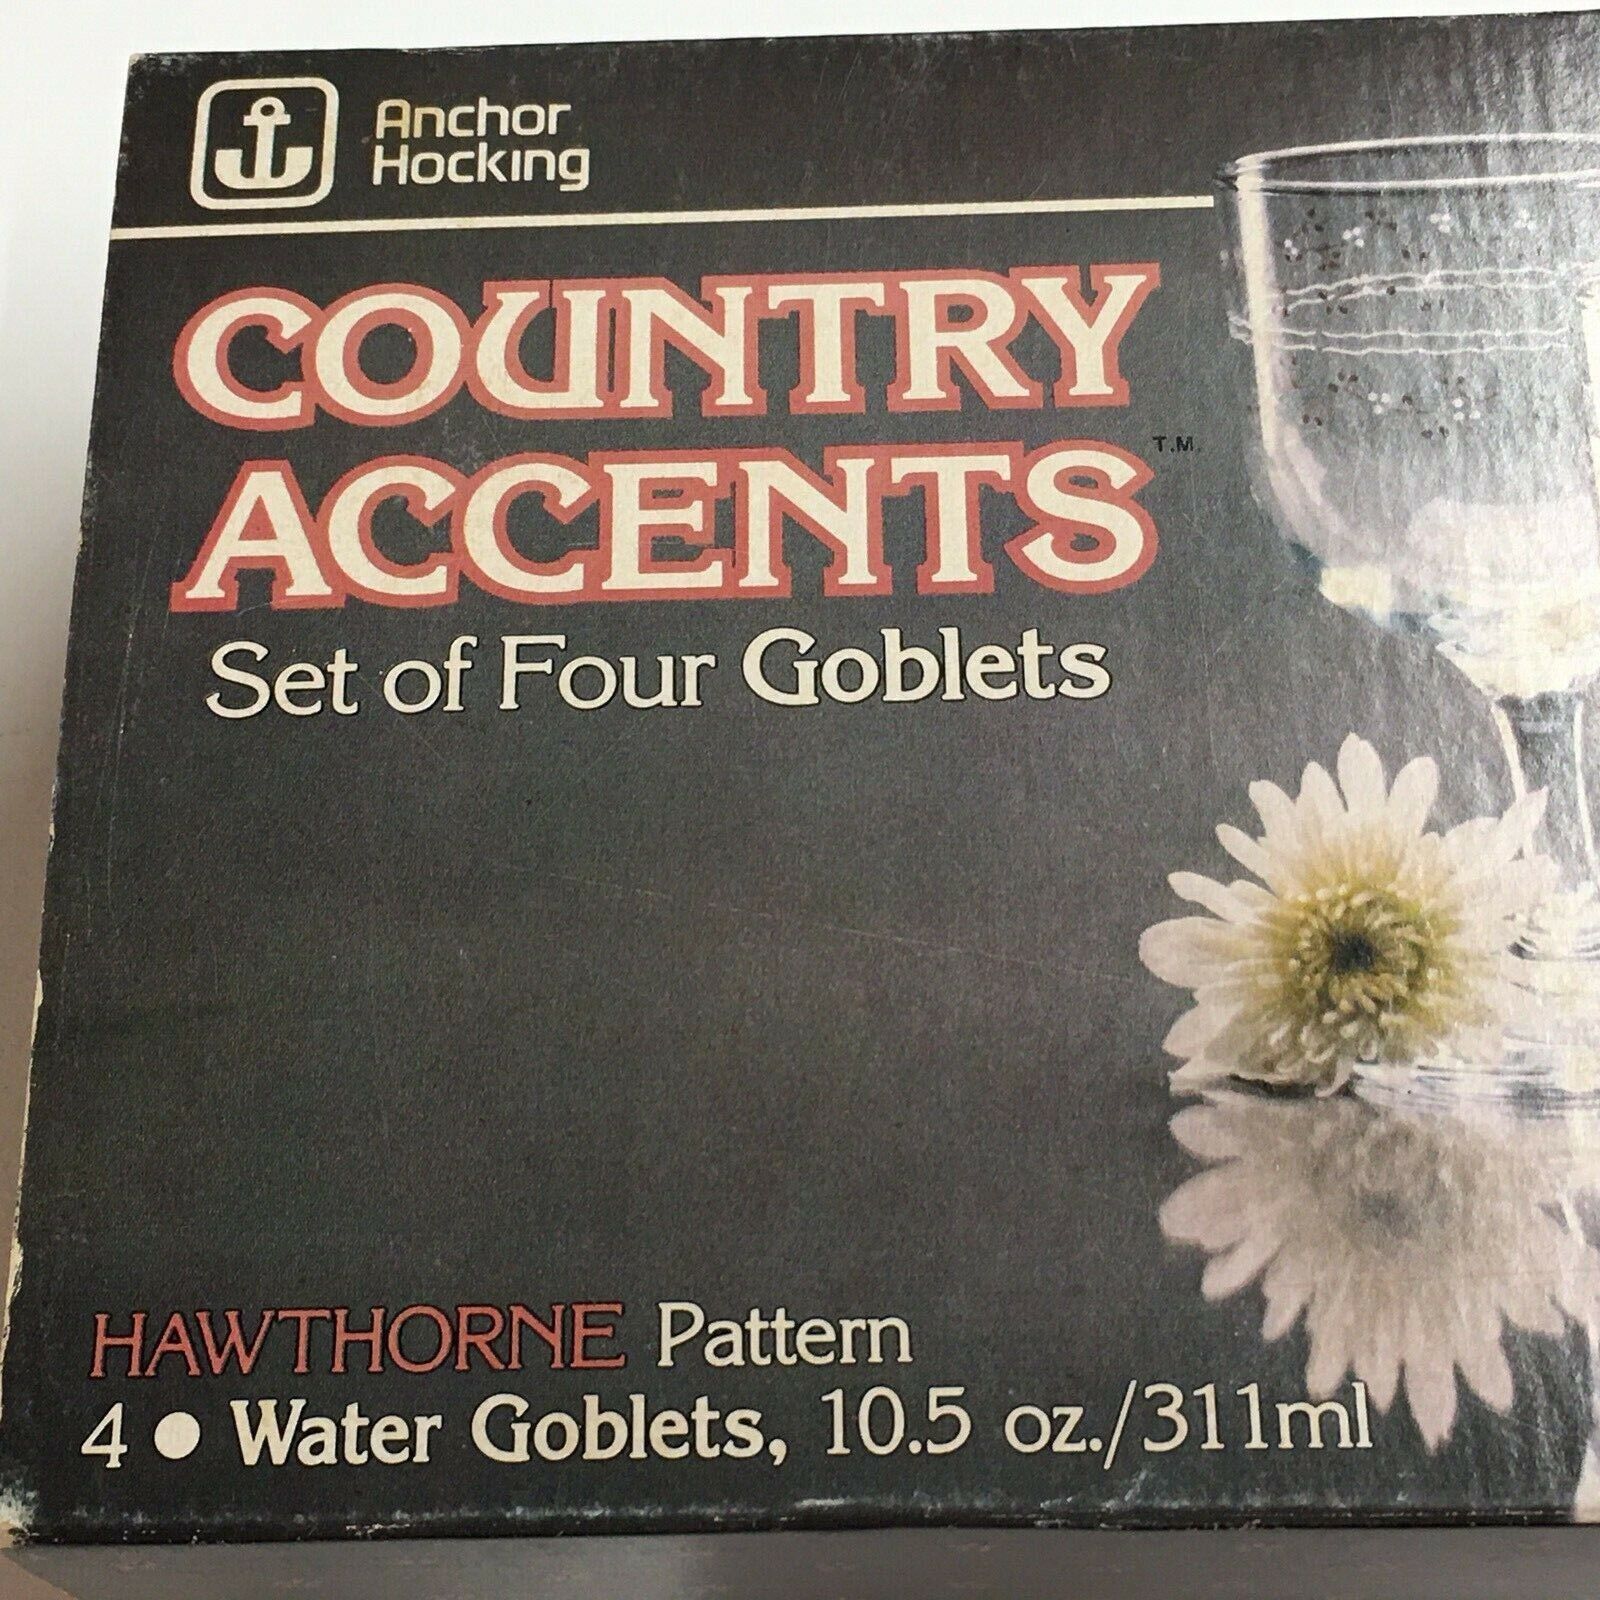 Anchor
Hocking
COUNTRY
ACCENTS T.M.
Set of Four Goblets
HAWTHORNE Pattern
4 ● Water Goblets, 10.5 oz./311ml